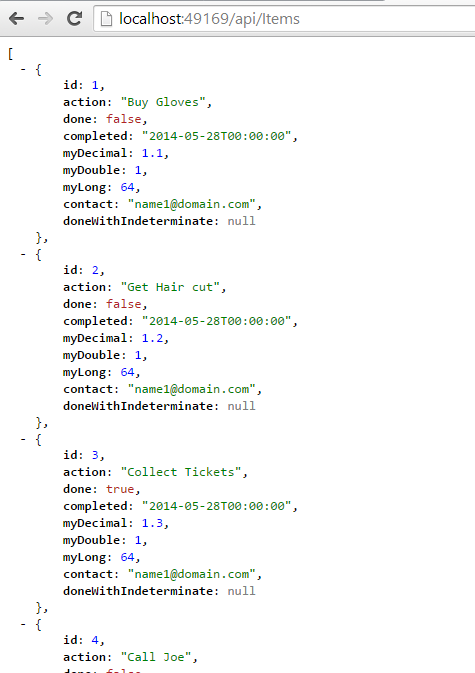 localhost:49169/api/Items
[
- {
id: 1,
action: "Buy Gloves",
done: false,
completed: "2014-05-28T00:00:00",
myDecimal: 1.1,
myDouble: 1,
myLong: 64,
contact: "name1@domain.com",
doneWithIndeterminate: null
},
- {
id: 2,
action: "Get Hair cut",
done: false,
completed: "2014-05-28T00:00:00",
myDecimal: 1.2,
myDouble: 1,
myLong: 64,
contact: "name1@domain.com",
doneWithIndeterminate: null
},
- {
id: 3,
action: "Collect Tickets",
done: true,
completed: "2014-05-28T00:00:00",
myDecimal: 1.3,
myDouble: 1,
myLong: 64,
contact: "name1@domain.com",
doneWithIndeterminate: null
},
- {
id: 4,
action: "Call Joe",
done: false